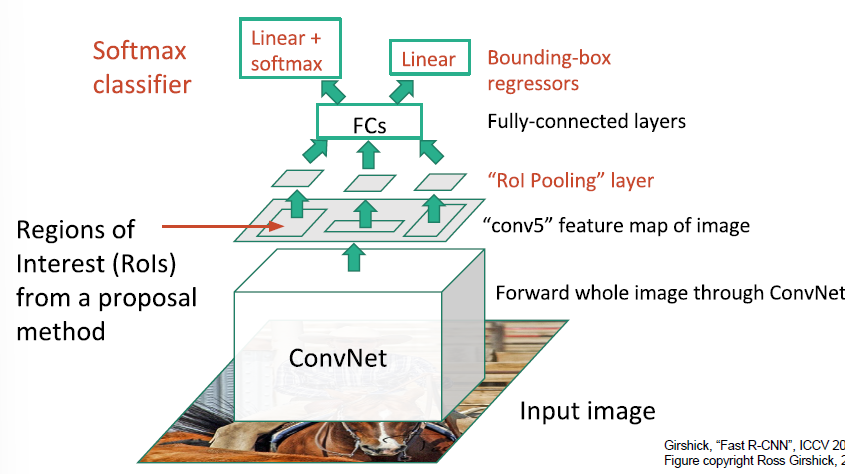 Softmax
classifier
Linear +
softmax
Linear
Bounding-box
regressors
FCs
Fully-connected layers
“RoI Pooling” layer
Regions of
Interest (RoIs)
from a proposal
method
“conv5” feature map of image
Forward whole image through ConvNet
ConvNet
Input image
Girshick, “Fast R-CNN”, ICCV 20
Figure copyright Ross Girshick, 2